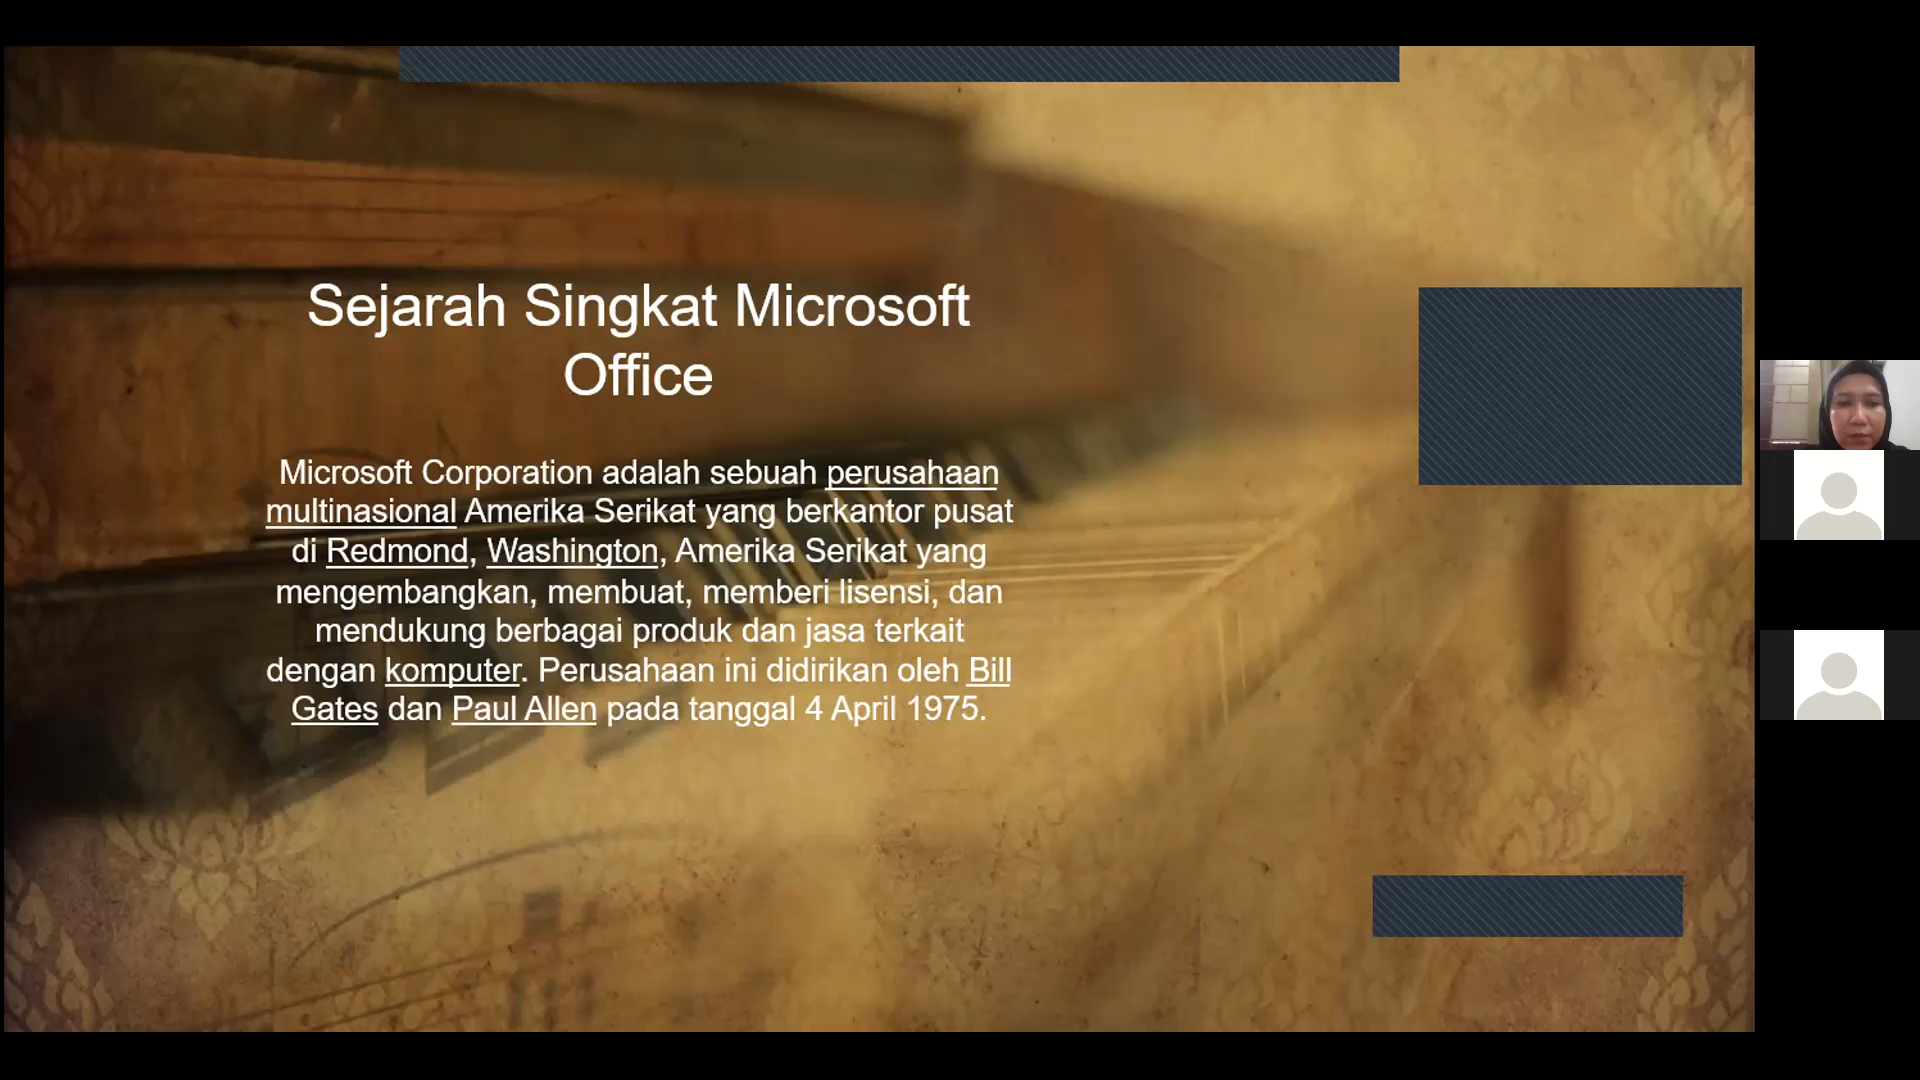 Sejarah Singkat Microsoft
Office
Microsoft Corporation adalah sebuah perusahaan
multinasional Amerika Serikat yang berkantor pusat
di Redmond, Washington, Amerika Serikat yang
mengembangkan, membuat, memberi lisensi, dan
mendukung berbagai produk dan jasa terkait
dengan komputer. Perusahaan ini didirikan oleh Bill
Gates dan Paul Allen pada tanggal 4 April 1975.